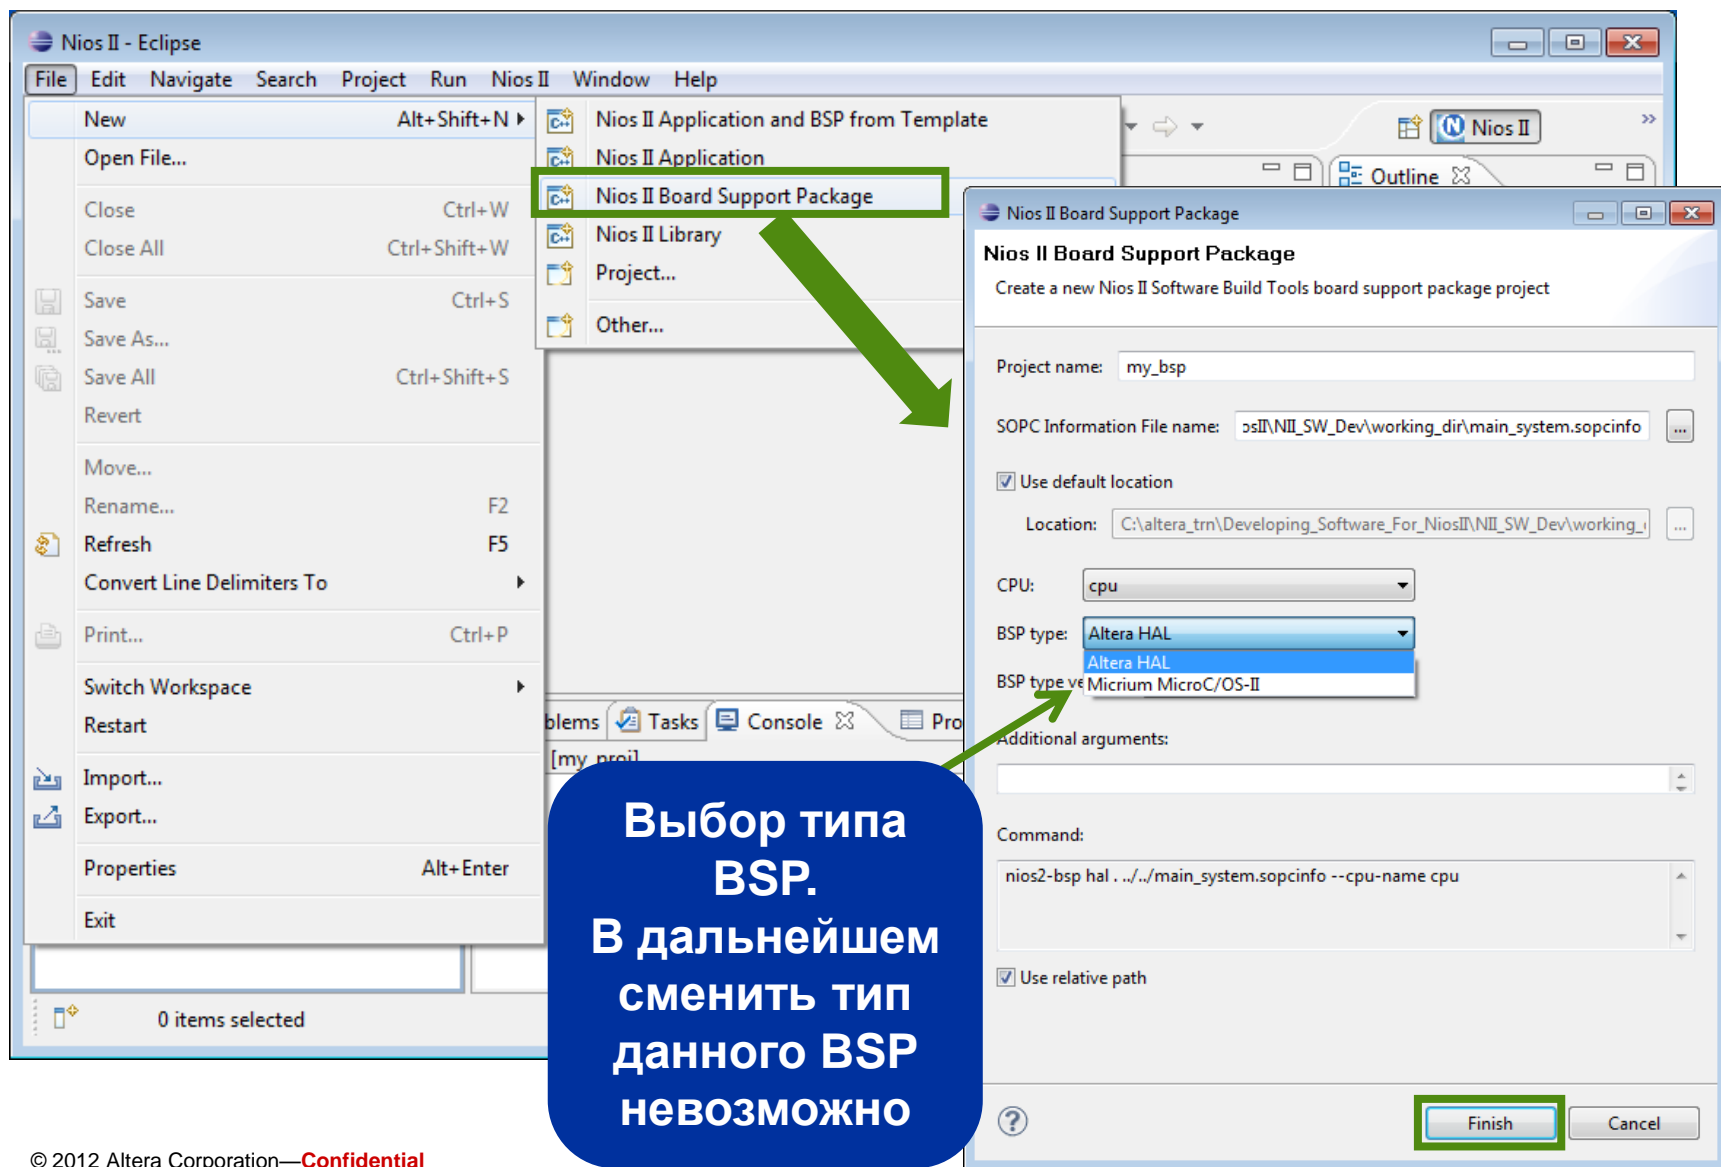 Nios II - Eclipse
File Edit Navigate Search Project Run Nios II Window Help
New Alt+Shift+N
Open File...
Close Ctrl+W
Close All Ctrl+Shift+W
Save Ctrl+S
Save As...
Save All Ctrl+Shift+S
Revert
Move...
Rename... F2
Refresh F5
Convert Line Delimiters To
Print... Ctrl+P
Switch Workspace
Restart
Import...
Export...
Properties Alt+Enter
Exit
0 items selected
Nios II Application and BSP from Template
Nios II Application
Nios II Board Support Package
Nios II Library
Project...
Other...
Nios II
Outline
Tasks Console
[my_proj]
Nios II Board Support Package
Nios II Board Support Package
Create a new Nios II Software Build Tools board support package project
Project name: my_bsp
SOPC Information File name: osII\NII_SW_Dev\working_dir\main_system.sopcinfo ...
Use default location
Location: C:\altera_trn\Developing_Software_For_NiosII\NII_SW_Dev\working_ ...
CPU: cpu
BSP type: Altera HAL
Altera HAL
BSP type ve Micrium MicroC/OS-II
Additional arguments:
Command:
nios2-bsp hal . ../../main_system.sopcinfo --cpu-name cpu
Use relative path
Finish Cancel
Выбор типа
BSP.
В дальнейшем
сменить тип
данного BSP
невозможно
© 2012 Altera Corporation—Confidential